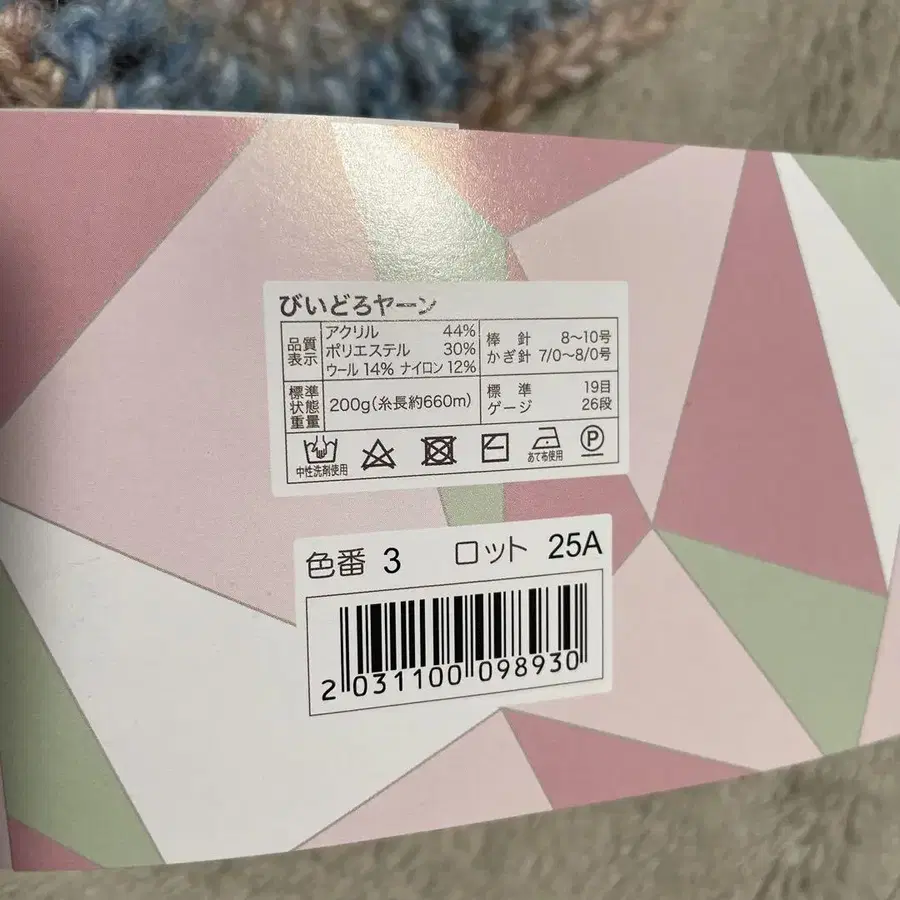 びいどろヤーン
品質表示
アクリル 44%
ポリエステル 30%
ウール 14% ナイロン 12%
棒針 8〜10号
かぎ針 7/0〜8/0号
標準状態重量
200g(糸長約660m)
標準ゲージ
19目
26段
中性洗剤使用
あて布使用
P
色番 3 ロット 25A
2 031100 098930